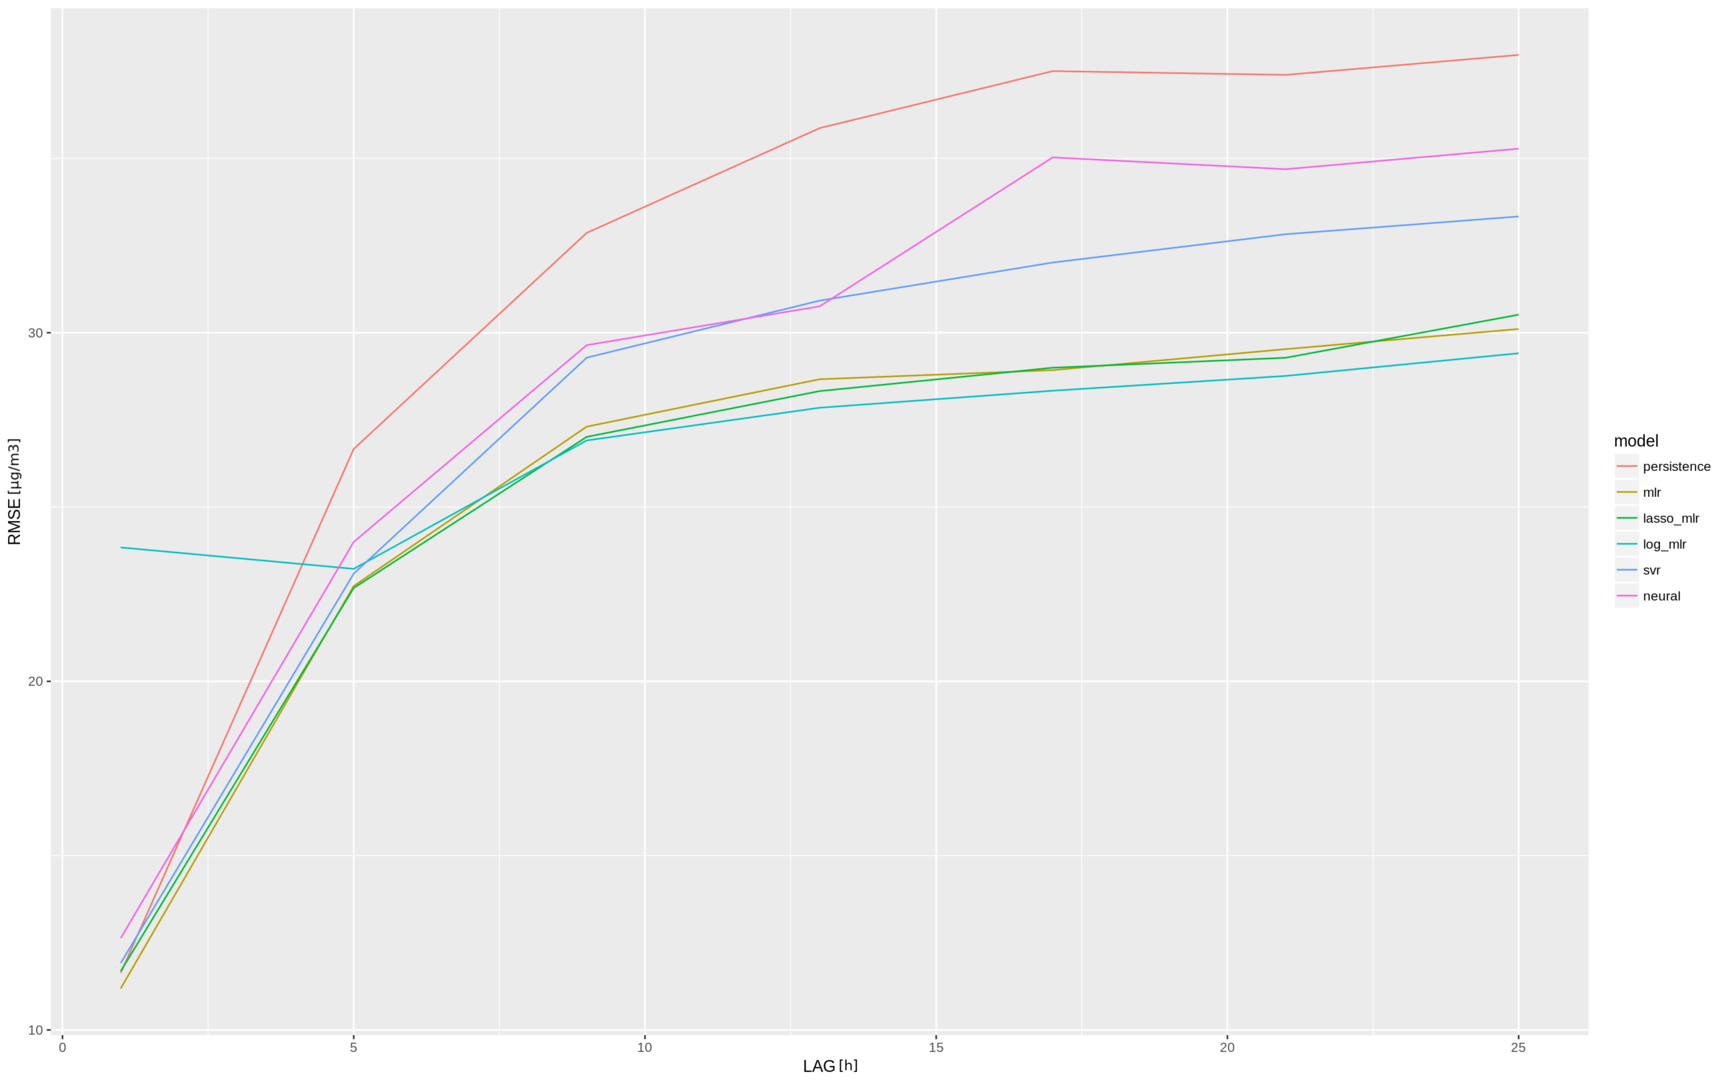 30
20
10
0 5 10 15 20 25
RMSE [µg/m3]
LAG [h]
model
persistence
mlr
lasso_mlr
log_mlr
svr
neural